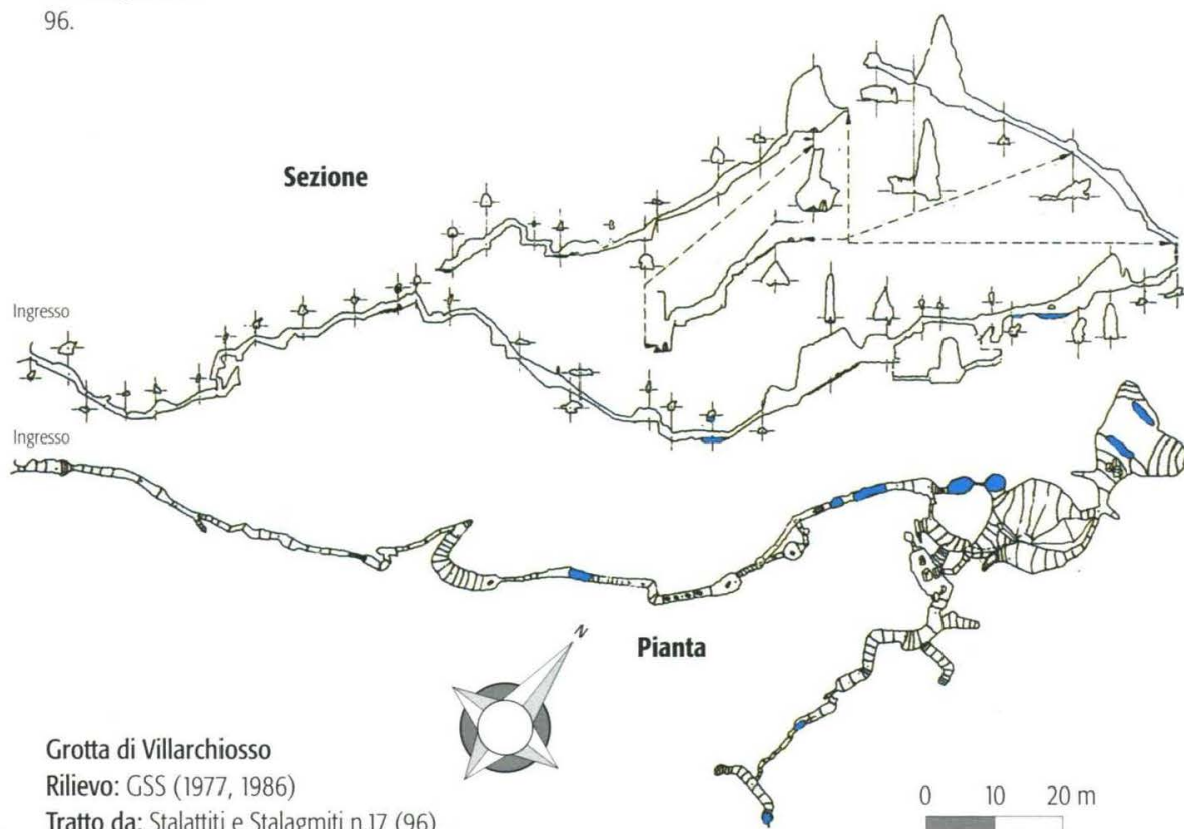 96.
Sezione
Ingresso
Ingresso
Pianta
N
Grotta di Villarchiosso
Rilievo: GSS (1977, 1986)
Tratto da: Stalattiti e Stalagmiti n.17 (96)
0 10 20 m